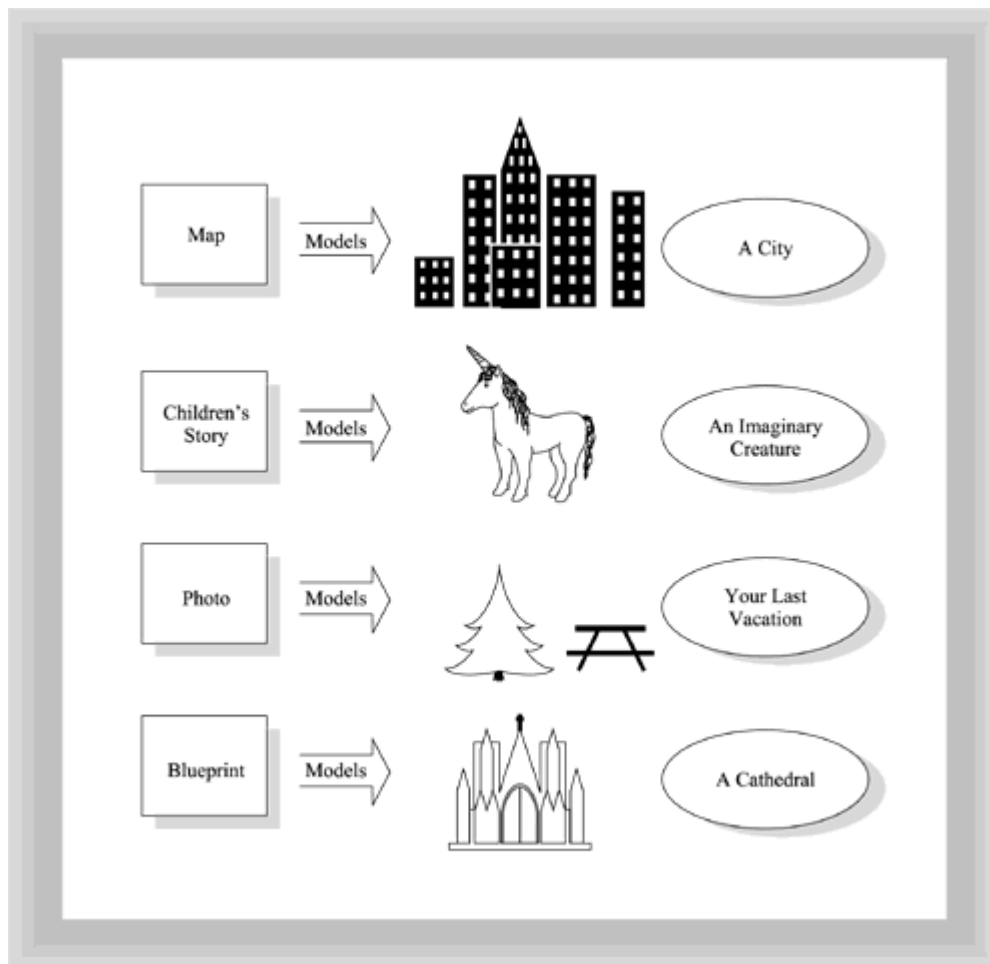 Map
Models
A City
Children's
Story
Models
An Imaginary
Creature
Photo
Models
Your Last
Vacation
Blueprint
Models
A Cathedral